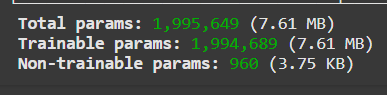 Total params: 1,995,649 (7.61 MB)
Trainable params: 1,994,689 (7.61 MB)
Non-trainable params: 960 (3.75 KB)